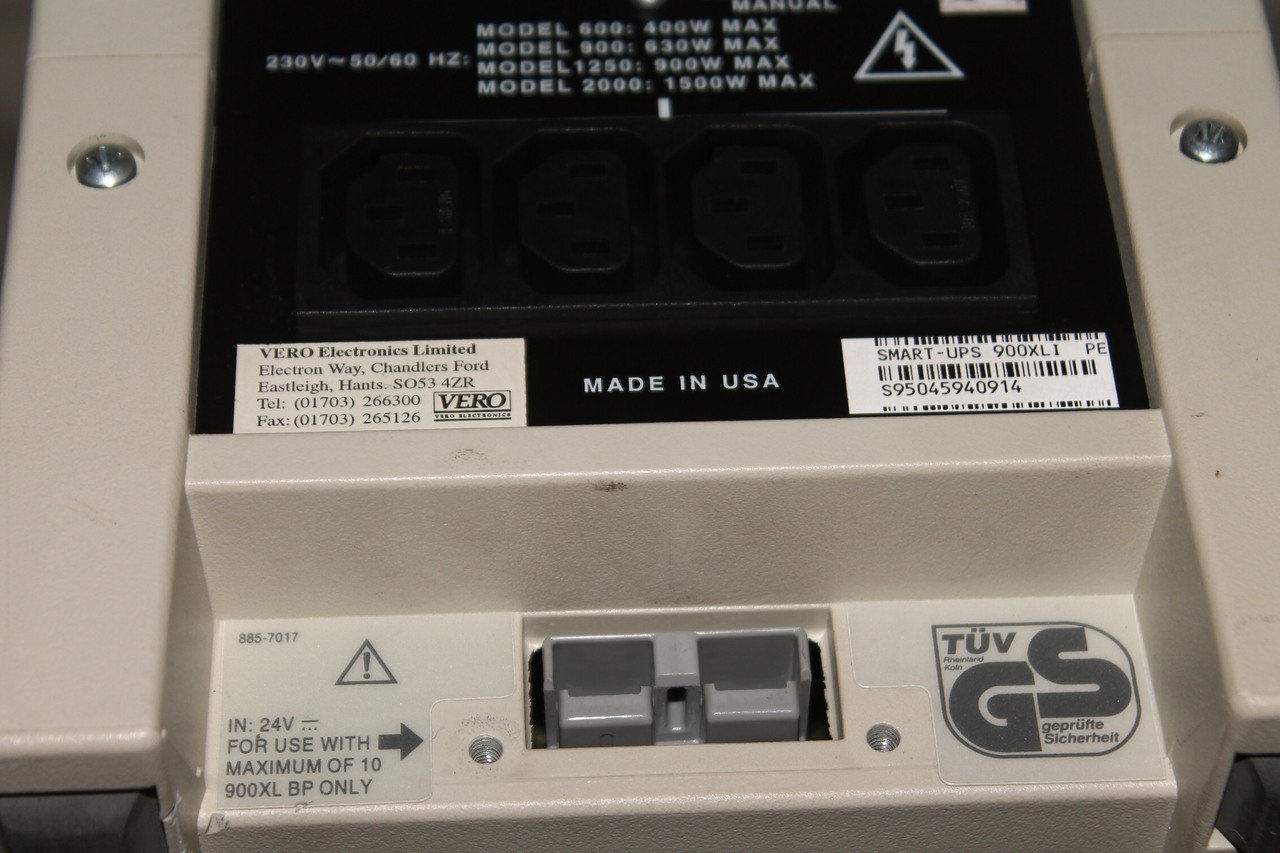 MANUAL
230V~50/60 HZ:
MODEL 600: 400W MAX
MODEL 900: 630W MAX
MODEL1250: 900W MAX
MODEL 2000: 1500W MAX
VERO Electronics Limited
Electron Way, Chandlers Ford
Eastleigh, Hants. SO53 4ZR
Tel: (01703) 266300
Fax: (01703) 265126
VERO
VERO ELECTRONICS
MADE IN USA
SMART-UPS 900XLI PE
S95045940914
885-7017
IN: 24V ⎓
FOR USE WITH
MAXIMUM OF 10
900XL BP ONLY
TÜV
Rheinland
Köln
GS
geprüfte
Sicherheit